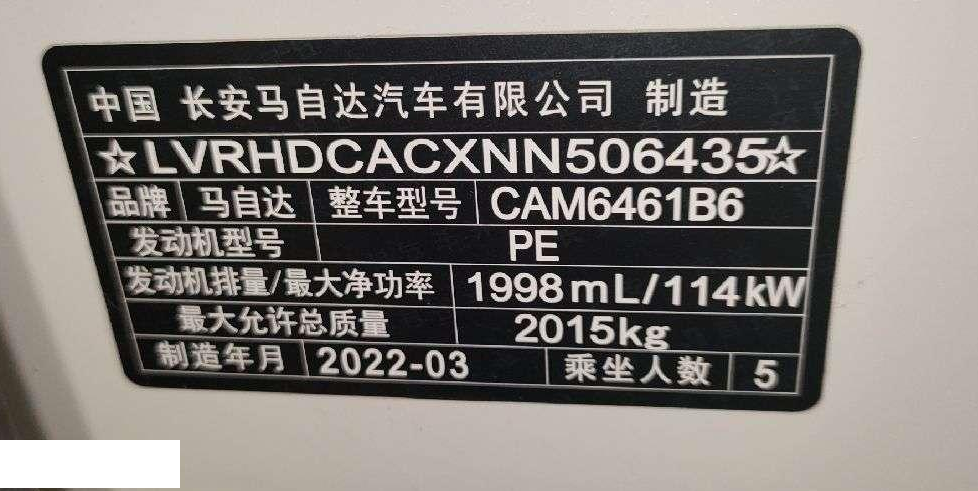 中国 长安马自达汽车有限公司 制造
☆LVRHDCACXNN506435☆
品牌 马自达 整车型号 CAM6461B6
发动机型号 PE
发动机排量/最大净功率 1998mL/114kW
最大允许总质量 2015kg
制造年月 2022-03 乘坐人数 5